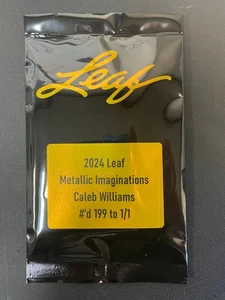 Leaf
2024 Leaf
Metallic Imaginations
Caleb Williams
#'d 199 to 1/1